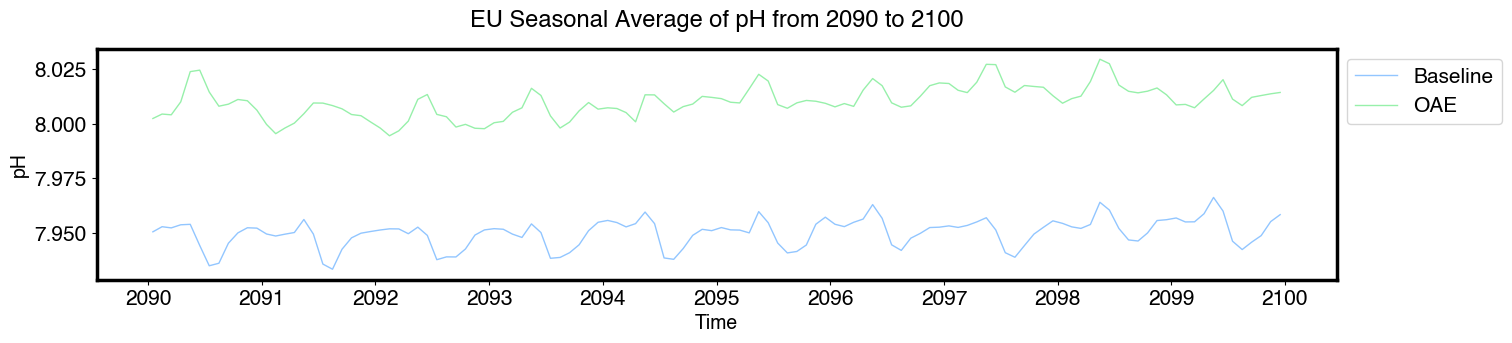 EU Seasonal Average of pH from 2090 to 2100
8.025
8.000
7.975
7.950
pH
2090 2091 2092 2093 2094 2095 2096 2097 2098 2099 2100
Time
Baseline
OAE